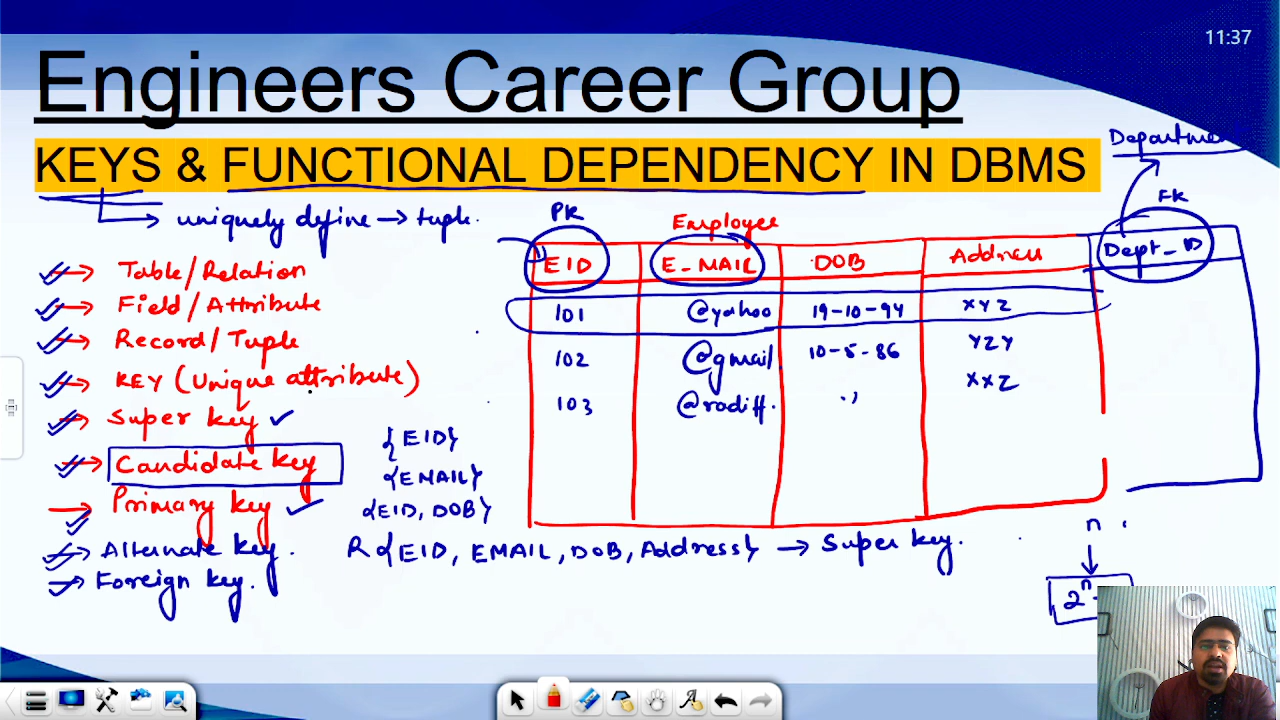 11:37
Engineers Career Group
KEYS & FUNCTIONAL DEPENDENCY IN DBMS
Department
uniquely define → tuple.
PK
Employee
FK
EID E_MAIL DOB Address Dept_ID
101 @yahoo 19-10-94 XYZ
102 @gmail 10-5-86 YZY
103 @rediff. XXZ
→ Table/Relation
→ Field/Attribute
→ Record/Tuple
→ KEY (Unique attribute)
→ Super key
→ Candidate key
→ Primary key
→ Alternate key.
→ Foreign key.
{EID}
{EMAIL}
{EID, DOB}
R{EID, EMAIL, DOB, Address} → Super key.
n
2ⁿ